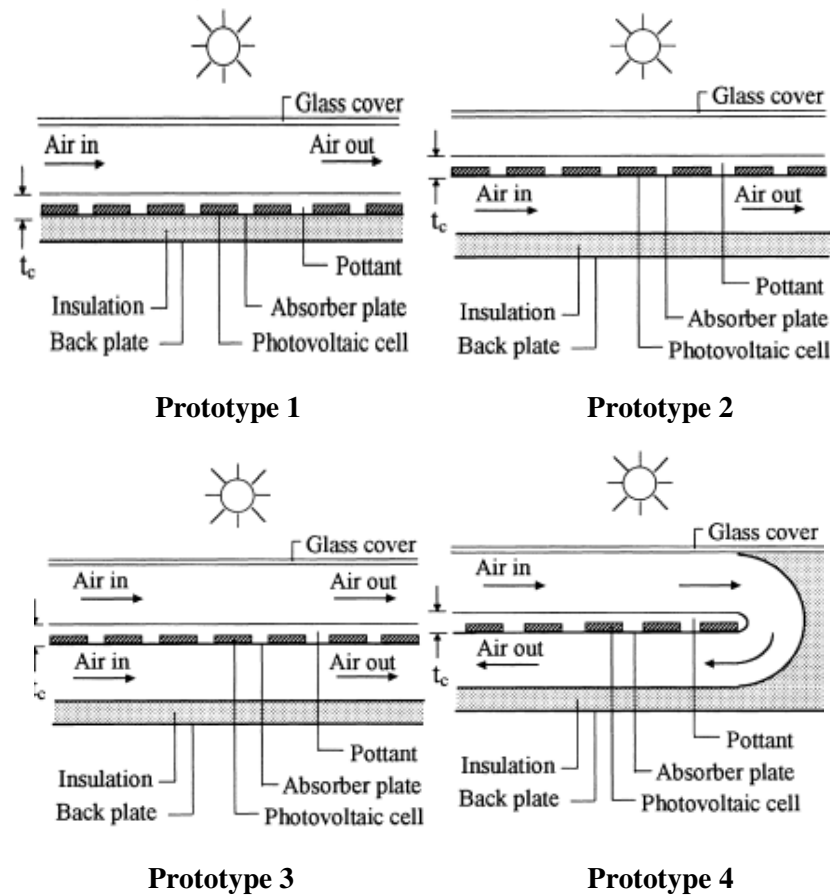 Glass cover
Air in
Air out
t_c
Pottant
Insulation
Absorber plate
Back plate
Photovoltaic cell
Prototype 1
Glass cover
t_c
Air in
Air out
Pottant
Insulation
Absorber plate
Back plate
Photovoltaic cell
Prototype 2
Glass cover
Air in
Air out
Air in
Air out
Pottant
Insulation
Absorber plate
Back plate
Photovoltaic cell
Prototype 3
Glass cover
Air in
Air out
t_c
Pottant
Insulation
Absorber plate
Back plate
Photovoltaic cell
Prototype 4